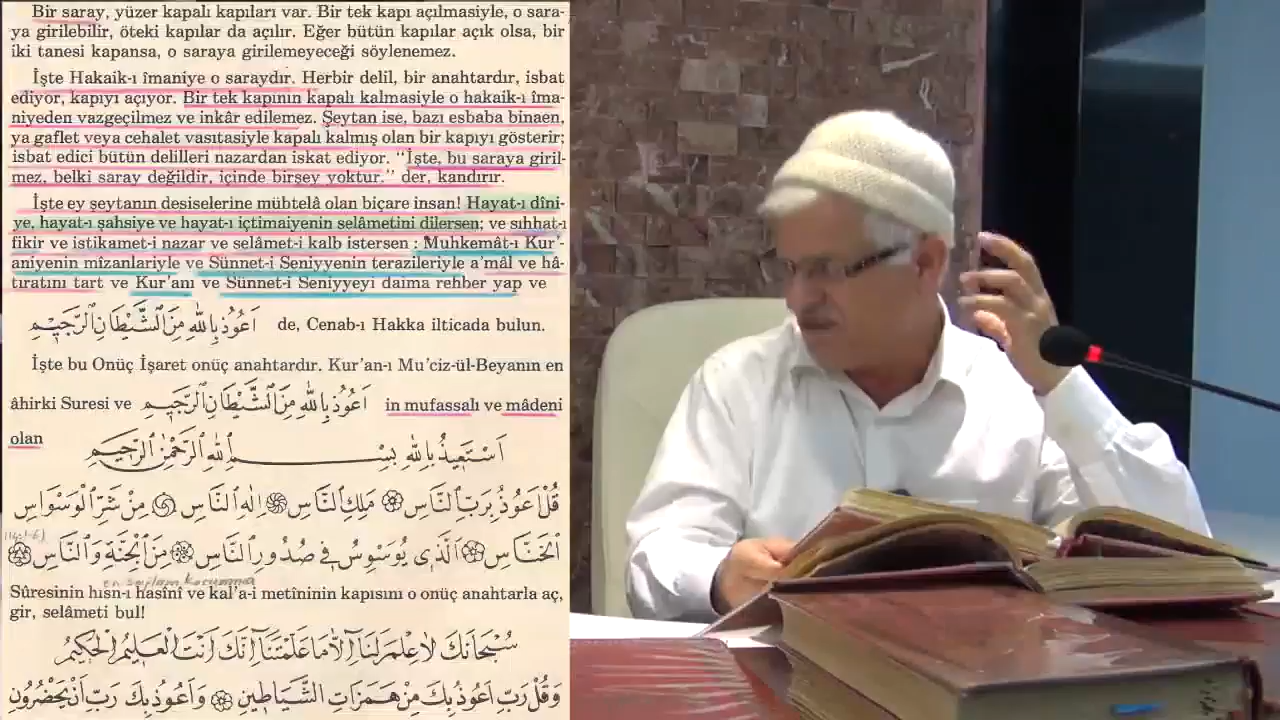 Bir saray, yüzer kapalı kapıları var. Bir tek kapı açılmasiyle, o sara-
ya girilebilir, öteki kapılar da açılır. Eğer bütün kapılar açık olsa, bir
iki tanesi kapansa, o saraya girilemeyeceği söylenemez.
İşte Hakaik-ı îmaniye o saraydır. Herbir delil, bir anahtardır, isbat
ediyor, kapıyı açıyor. Bir tek kapının kapalı kalmasiyle o hakaik-ı îma-
niyeden vazgeçilmez ve inkâr edilemez. Şeytan ise, bazı esbaba binaen,
ya gaflet veya cehalet vasıtasiyle kapalı kalmış olan bir kapıyı gösterir;
isbat edici bütün delilleri nazardan iskat ediyor. "İşte, bu saraya giril-
mez, belki saray değildir, içinde birşey yoktur." der, kandırır.
İşte ey şeytanın desiselerine mübtelâ olan biçare insan! Hayat-ı dîni-
ye, hayat-ı şahsiye ve hayat-ı içtimaiyenin selâmetini dilersen; ve sıhhat-ı
fikir ve istikamet-i nazar ve selâmet-i kalb istersen : Muhkemât-ı Kur'-
aniyenin mîzanlariyle ve Sünnet-i Seniyyenin terazileriyle a'mâl ve hâ-
tıratını tart ve Kur'anı ve Sünnet-i Seniyyeyi daima rehber yap ve
اَعُوذُ بِاللّٰهِ مِنَ الشَّيْطَانِ الرَّجِيمِ de, Cenab-ı Hakka ilticada bulun.
İşte bu Onüç İşaret onüç anahtardır. Kur'an-ı Mu'ciz-ül-Beyanın en
âhirki Suresi ve اَعُوذُ بِاللّٰهِ مِنَ الشَّيْطَانِ الرَّجِيمِ in mufassalı ve mâdeni
olan
اَسْتَعِيذُ بِاللّٰهِ بِسْمِ اللّٰهِ الرَّحْمٰنِ الرَّحِيمِ
قُلْ اَعُوذُ بِرَبِّ النَّاسِ مَلِكِ النَّاسِ اِلٰهِ النَّاسِ مِنْ شَرِّ الْوَسْوَاسِ
الْخَنَّاسِ اَلَّذِى يُوَسْوِسُ فِى صُدُورِ النَّاسِ مِنَ الْجِنَّةِ وَالنَّاسِ
en sağlam korunma
Sûresinin hısn-ı hasîni ve kal'a-i metîninin kapısını o onüç anahtarla aç,
gir, selâmeti bul!
سُبْحَانَكَ لَا عِلْمَ لَنَا اِلَّا مَا عَلَّمْتَنَا اِنَّكَ اَنْتَ الْعَلِيمُ الْحَكِيمُ
وَقُلْ رَبِّ اَعُوذُ بِكَ مِنْ هَمَزَاتِ الشَّيَاطِينِ وَاَعُوذُ بِكَ رَبِّ اَنْ يَحْضُرُونِ